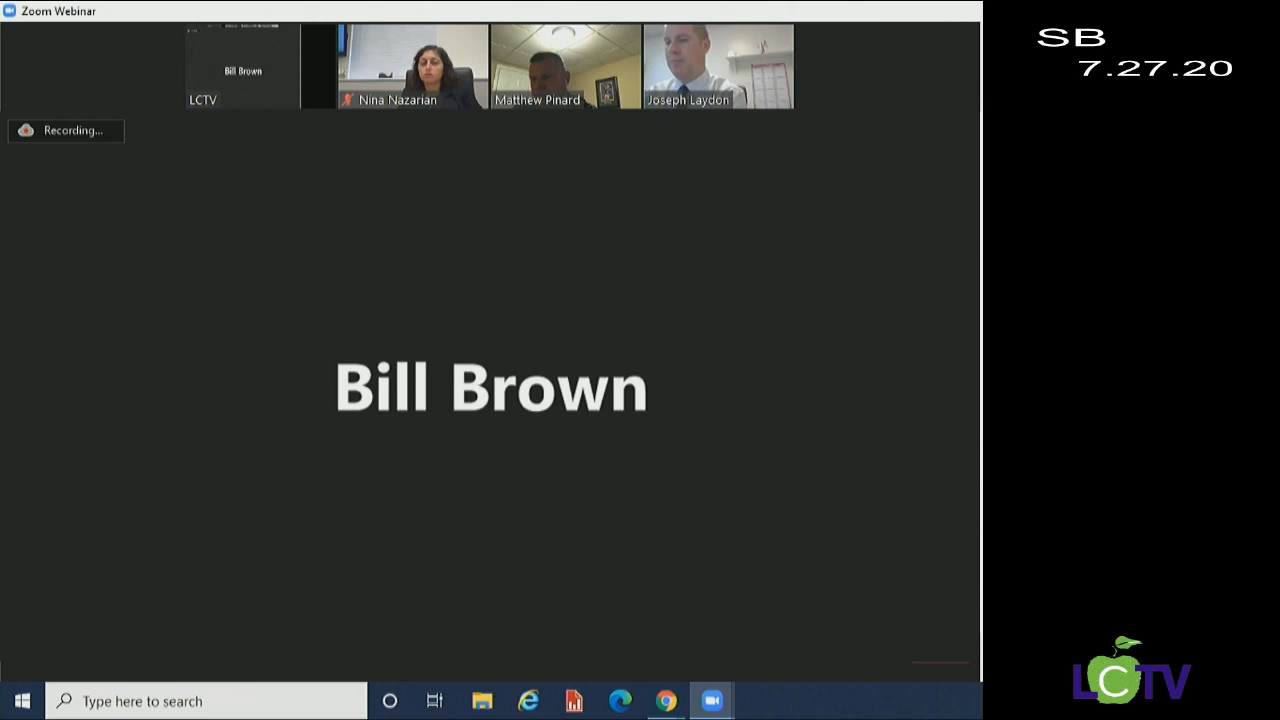 Zoom Webinar
SB
7.27.20
Bill Brown
LCTV
Nina Nazarian
Matthew Pinard
Joseph Laydon
Recording...
Bill Brown
Type here to search
LCTV